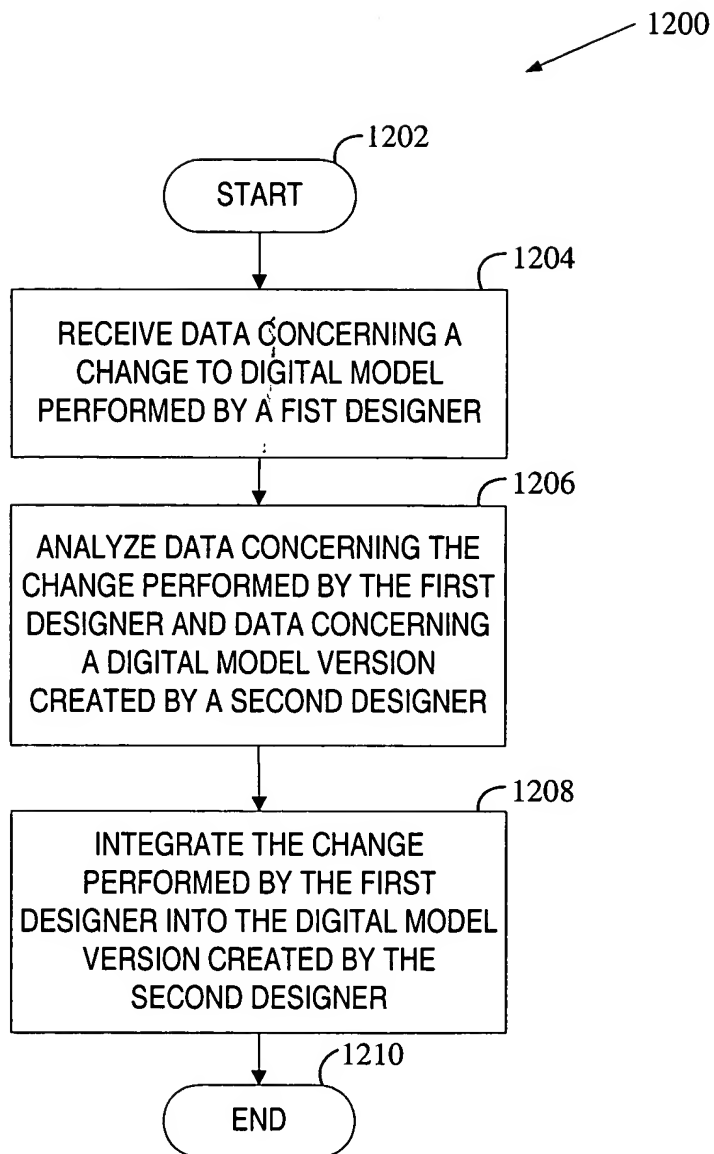 1200
1202
START
1204
RECEIVE DATA CONCERNING A
CHANGE TO DIGITAL MODEL
PERFORMED BY A FIST DESIGNER
1206
ANALYZE DATA CONCERNING THE
CHANGE PERFORMED BY THE FIRST
DESIGNER AND DATA CONCERNING
A DIGITAL MODEL VERSION
CREATED BY A SECOND DESIGNER
1208
INTEGRATE THE CHANGE
PERFORMED BY THE FIRST
DESIGNER INTO THE DIGITAL MODEL
VERSION CREATED BY THE
SECOND DESIGNER
1210
END